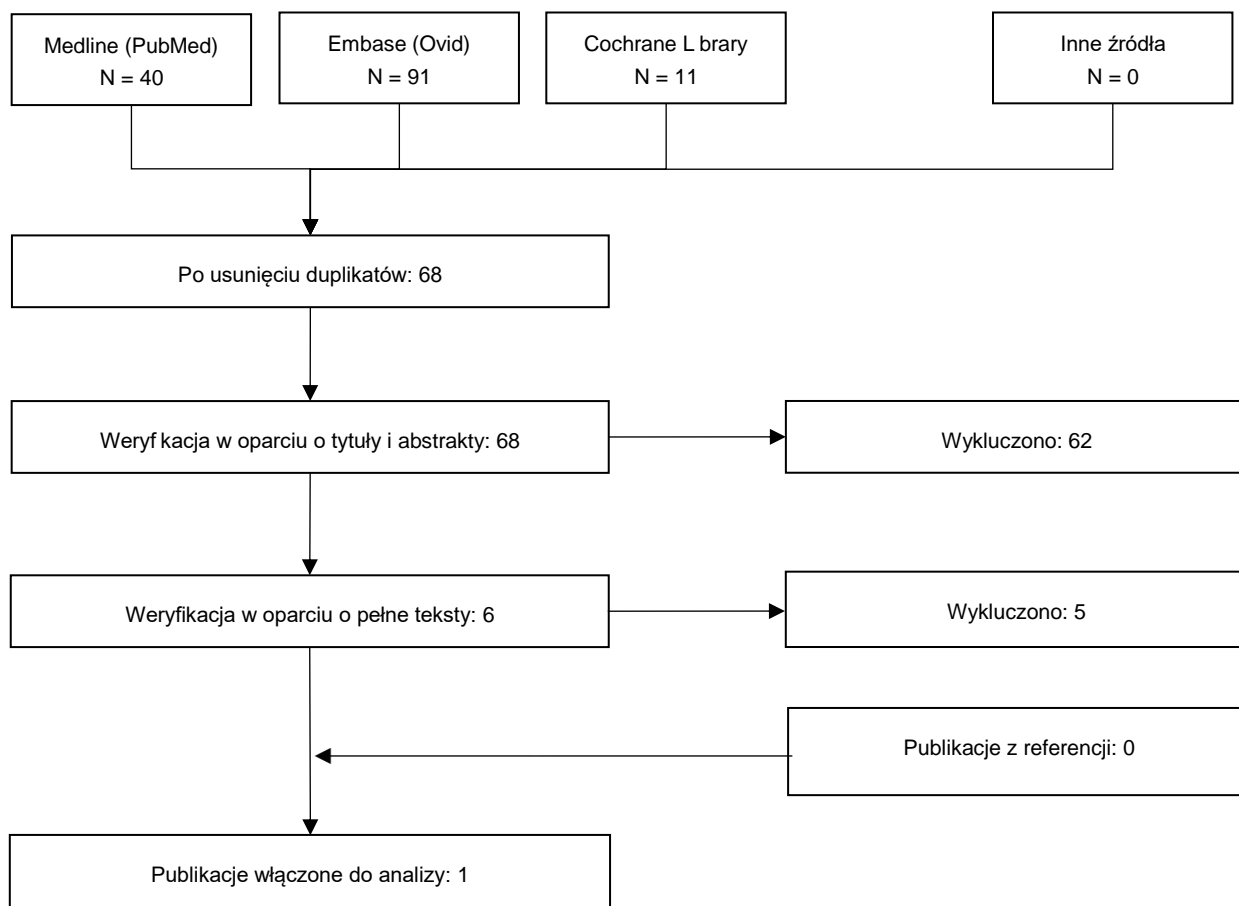 Medline (PubMed)
N = 40
Embase (Ovid)
N = 91
Cochrane L brary
N = 11
Inne źródła
N = 0
Po usunięciu duplikatów: 68
Weryf kacja w oparciu o tytuły i abstrakty: 68
Wykluczono: 62
Weryfikacja w oparciu o pełne teksty: 6
Wykluczono: 5
Publikacje z referencji: 0
Publikacje włączone do analizy: 1